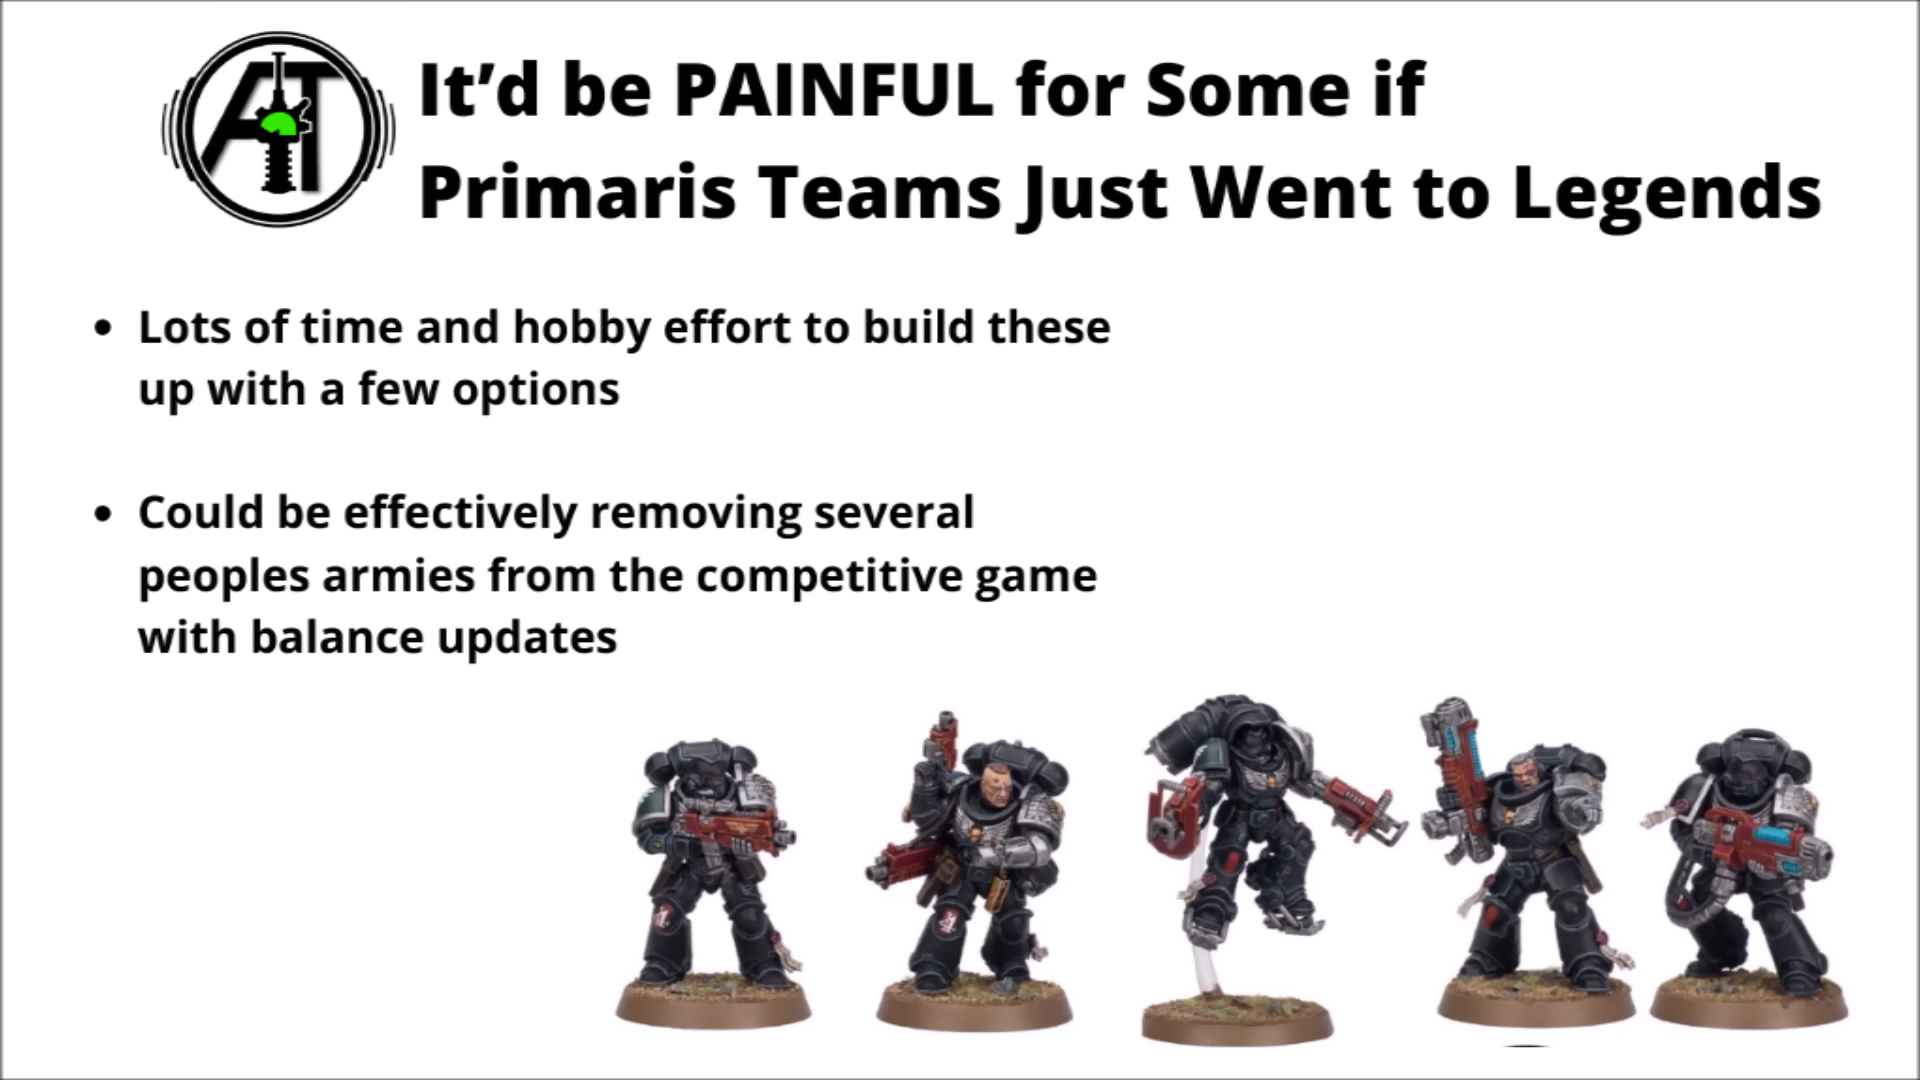 AT
It’d be PAINFUL for Some if
Primaris Teams Just Went to Legends
• Lots of time and hobby effort to build these
up with a few options
• Could be effectively removing several
peoples armies from the competitive game
with balance updates